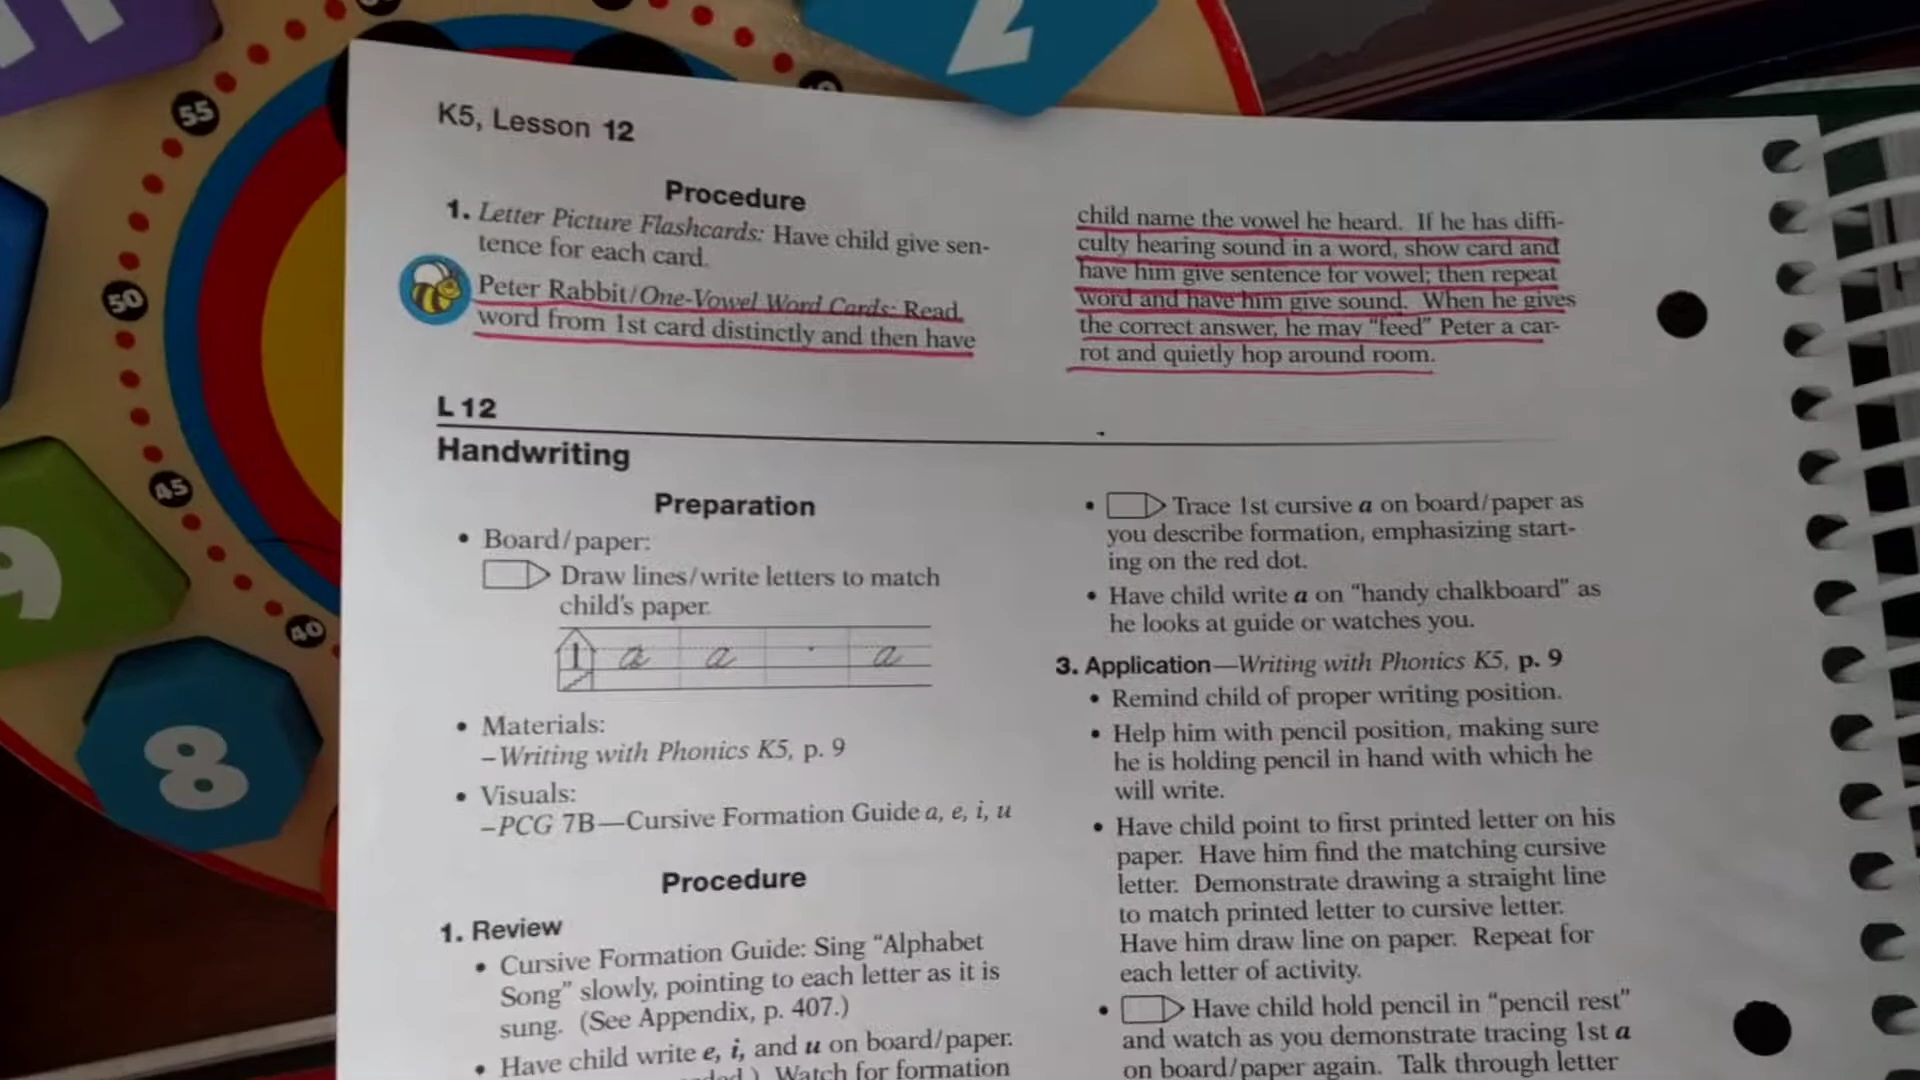 K5, Lesson 12
Procedure
1. Letter Picture Flashcards: Have child give sen-
tence for each card.
Peter Rabbit/One-Vowel Word Cards: Read
word from 1st card distinctly and then have
child name the vowel he heard. If he has diffi-
culty hearing sound in a word, show card and
have him give sentence for vowel; then repeat
word and have him give sound. When he gives
the correct answer, he may "feed" Peter a car-
rot and quietly hop around room.
L 12
Handwriting
Preparation
• Board/paper:
Draw lines/write letters to match
child's paper.
a a a
• Materials:
–Writing with Phonics K5, p. 9
• Visuals:
–PCG 7B—Cursive Formation Guide a, e, i, u
Procedure
1. Review
• Cursive Formation Guide: Sing "Alphabet
Song" slowly, pointing to each letter as it is
sung. (See Appendix, p. 407.)
• Have child write e, i, and u on board/paper.
Watch for formation
• Trace 1st cursive a on board/paper as
you describe formation, emphasizing start-
ing on the red dot.
• Have child write a on "handy chalkboard" as
he looks at guide or watches you.
3. Application—Writing with Phonics K5, p. 9
• Remind child of proper writing position.
• Help him with pencil position, making sure
he is holding pencil in hand with which he
will write.
• Have child point to first printed letter on his
paper. Have him find the matching cursive
letter. Demonstrate drawing a straight line
to match printed letter to cursive letter.
Have him draw line on paper. Repeat for
each letter of activity.
• Have child hold pencil in "pencil rest"
and watch as you demonstrate tracing 1st a
on board/paper again. Talk through letter
55
50
45
40
7
9
8